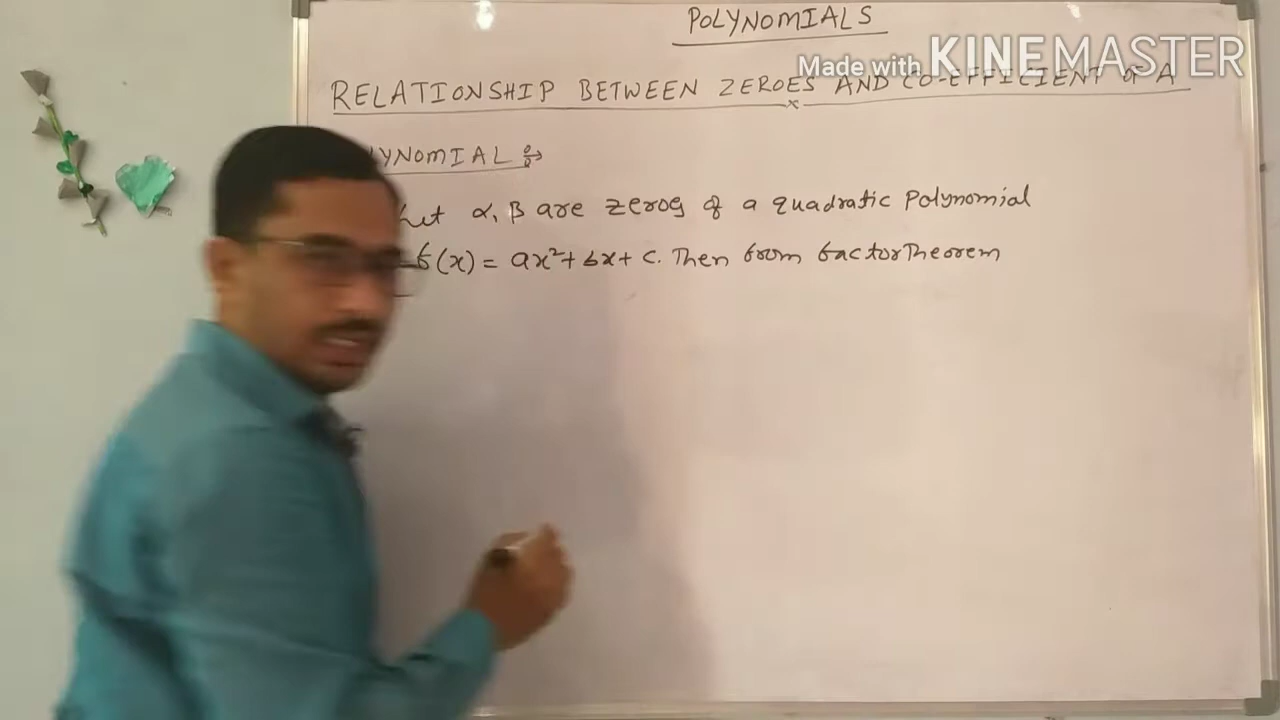 POLYNOMIALS
Made with KINEMASTER
RELATIONSHIP BETWEEN ZEROES AND CO-EFFICIENT OF A
LYNOMIAL
Let α, β are zeros of a quadratic Polynomial
f(x) = ax²+bx+c. Then from factor Theorem